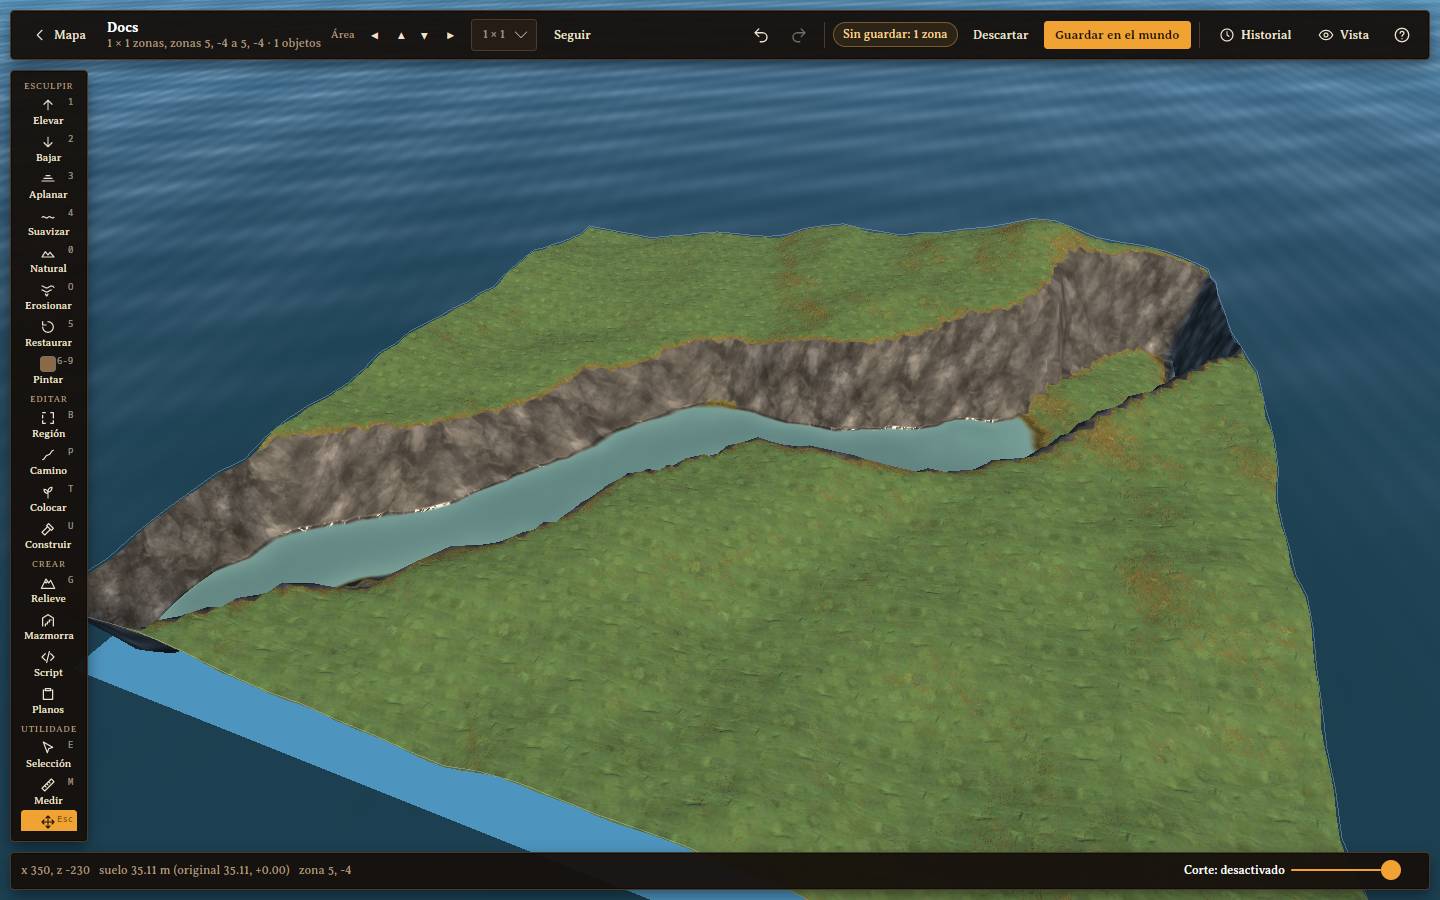 Mapa
Docs
1 × 1 zonas, zonas 5, -4 a 5, -4 · 1 objetos
Área
1 × 1
Seguir
Sin guardar: 1 zona
Descartar
Guardar en el mundo
Historial
Vista
ESCULPIR
1
Elevar
2
Bajar
3
Aplanar
4
Suavizar
0
Natural
O
Erosionar
5
Restaurar
6-9
Pintar
EDITAR
B
Región
P
Camino
T
Colocar
U
Construir
CREAR
G
Relieve
Mazmorra
Script
Planos
UTILIDADE
E
Selección
M
Medir
Esc
x 350, z -230 suelo 35.11 m (original 35.11, +0.00) zona 5, -4
Corte: desactivado